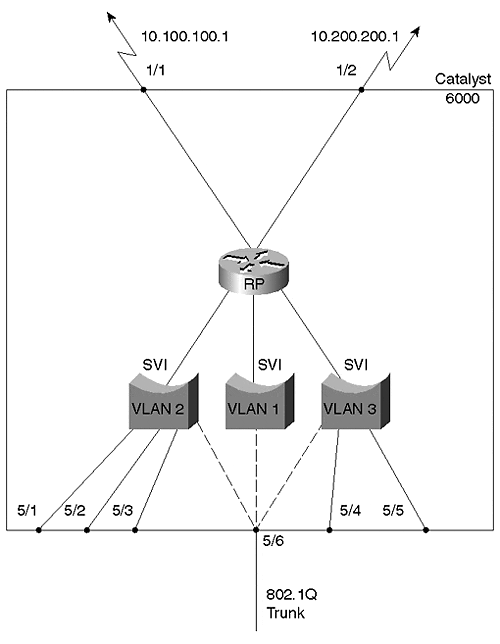 10.100.100.1
10.200.200.1
1/1
1/2
Catalyst
6000
RP
SVI
SVI
SVI
VLAN 2
VLAN 1
VLAN 3
5/1
5/2
5/3
5/4
5/5
5/6
802.1Q
Trunk